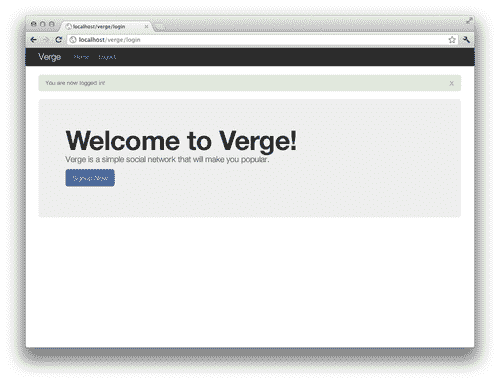 localhost/verge/login
localhost/verge/login
Verge Home Logout
You are now logged in! X
Welcome to Verge!
Verge is a simple social network that will make you popular.
Signup Now